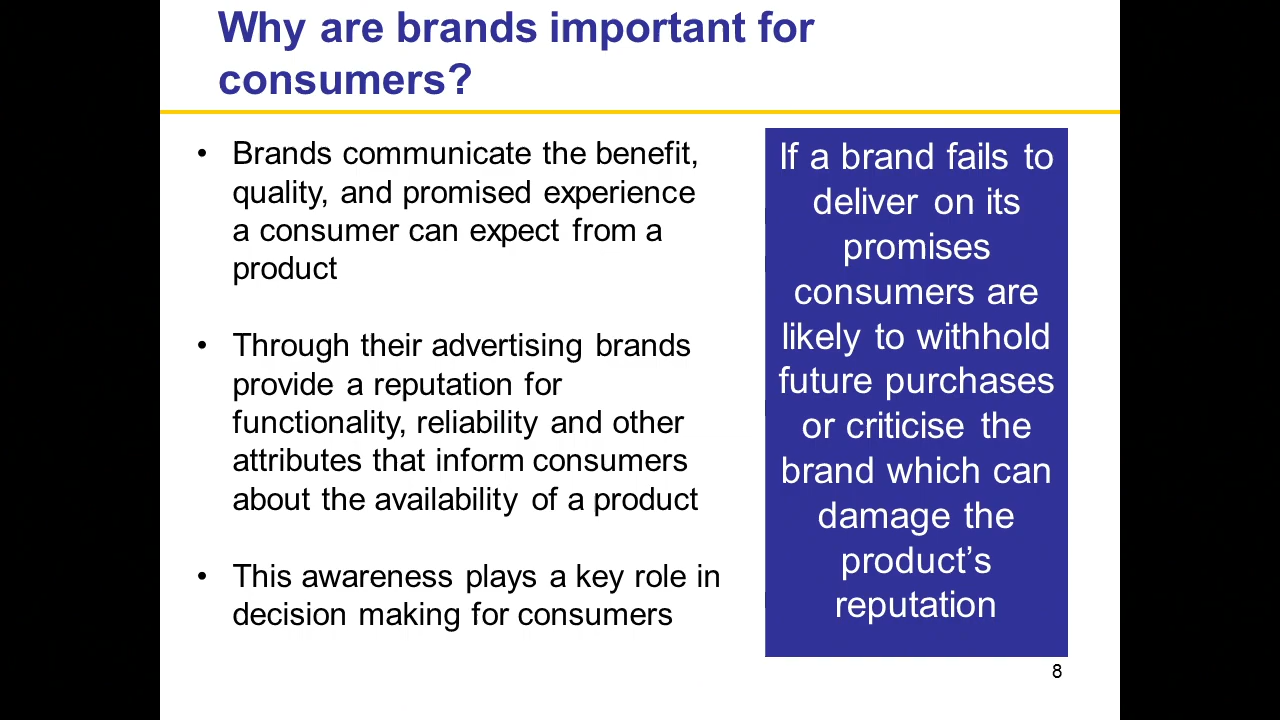 Why are brands important for
consumers?
• Brands communicate the benefit,
quality, and promised experience
a consumer can expect from a
product
• Through their advertising brands
provide a reputation for
functionality, reliability and other
attributes that inform consumers
about the availability of a product
• This awareness plays a key role in
decision making for consumers
If a brand fails to
deliver on its
promises
consumers are
likely to withhold
future purchases
or criticise the
brand which can
damage the
product’s
reputation
8